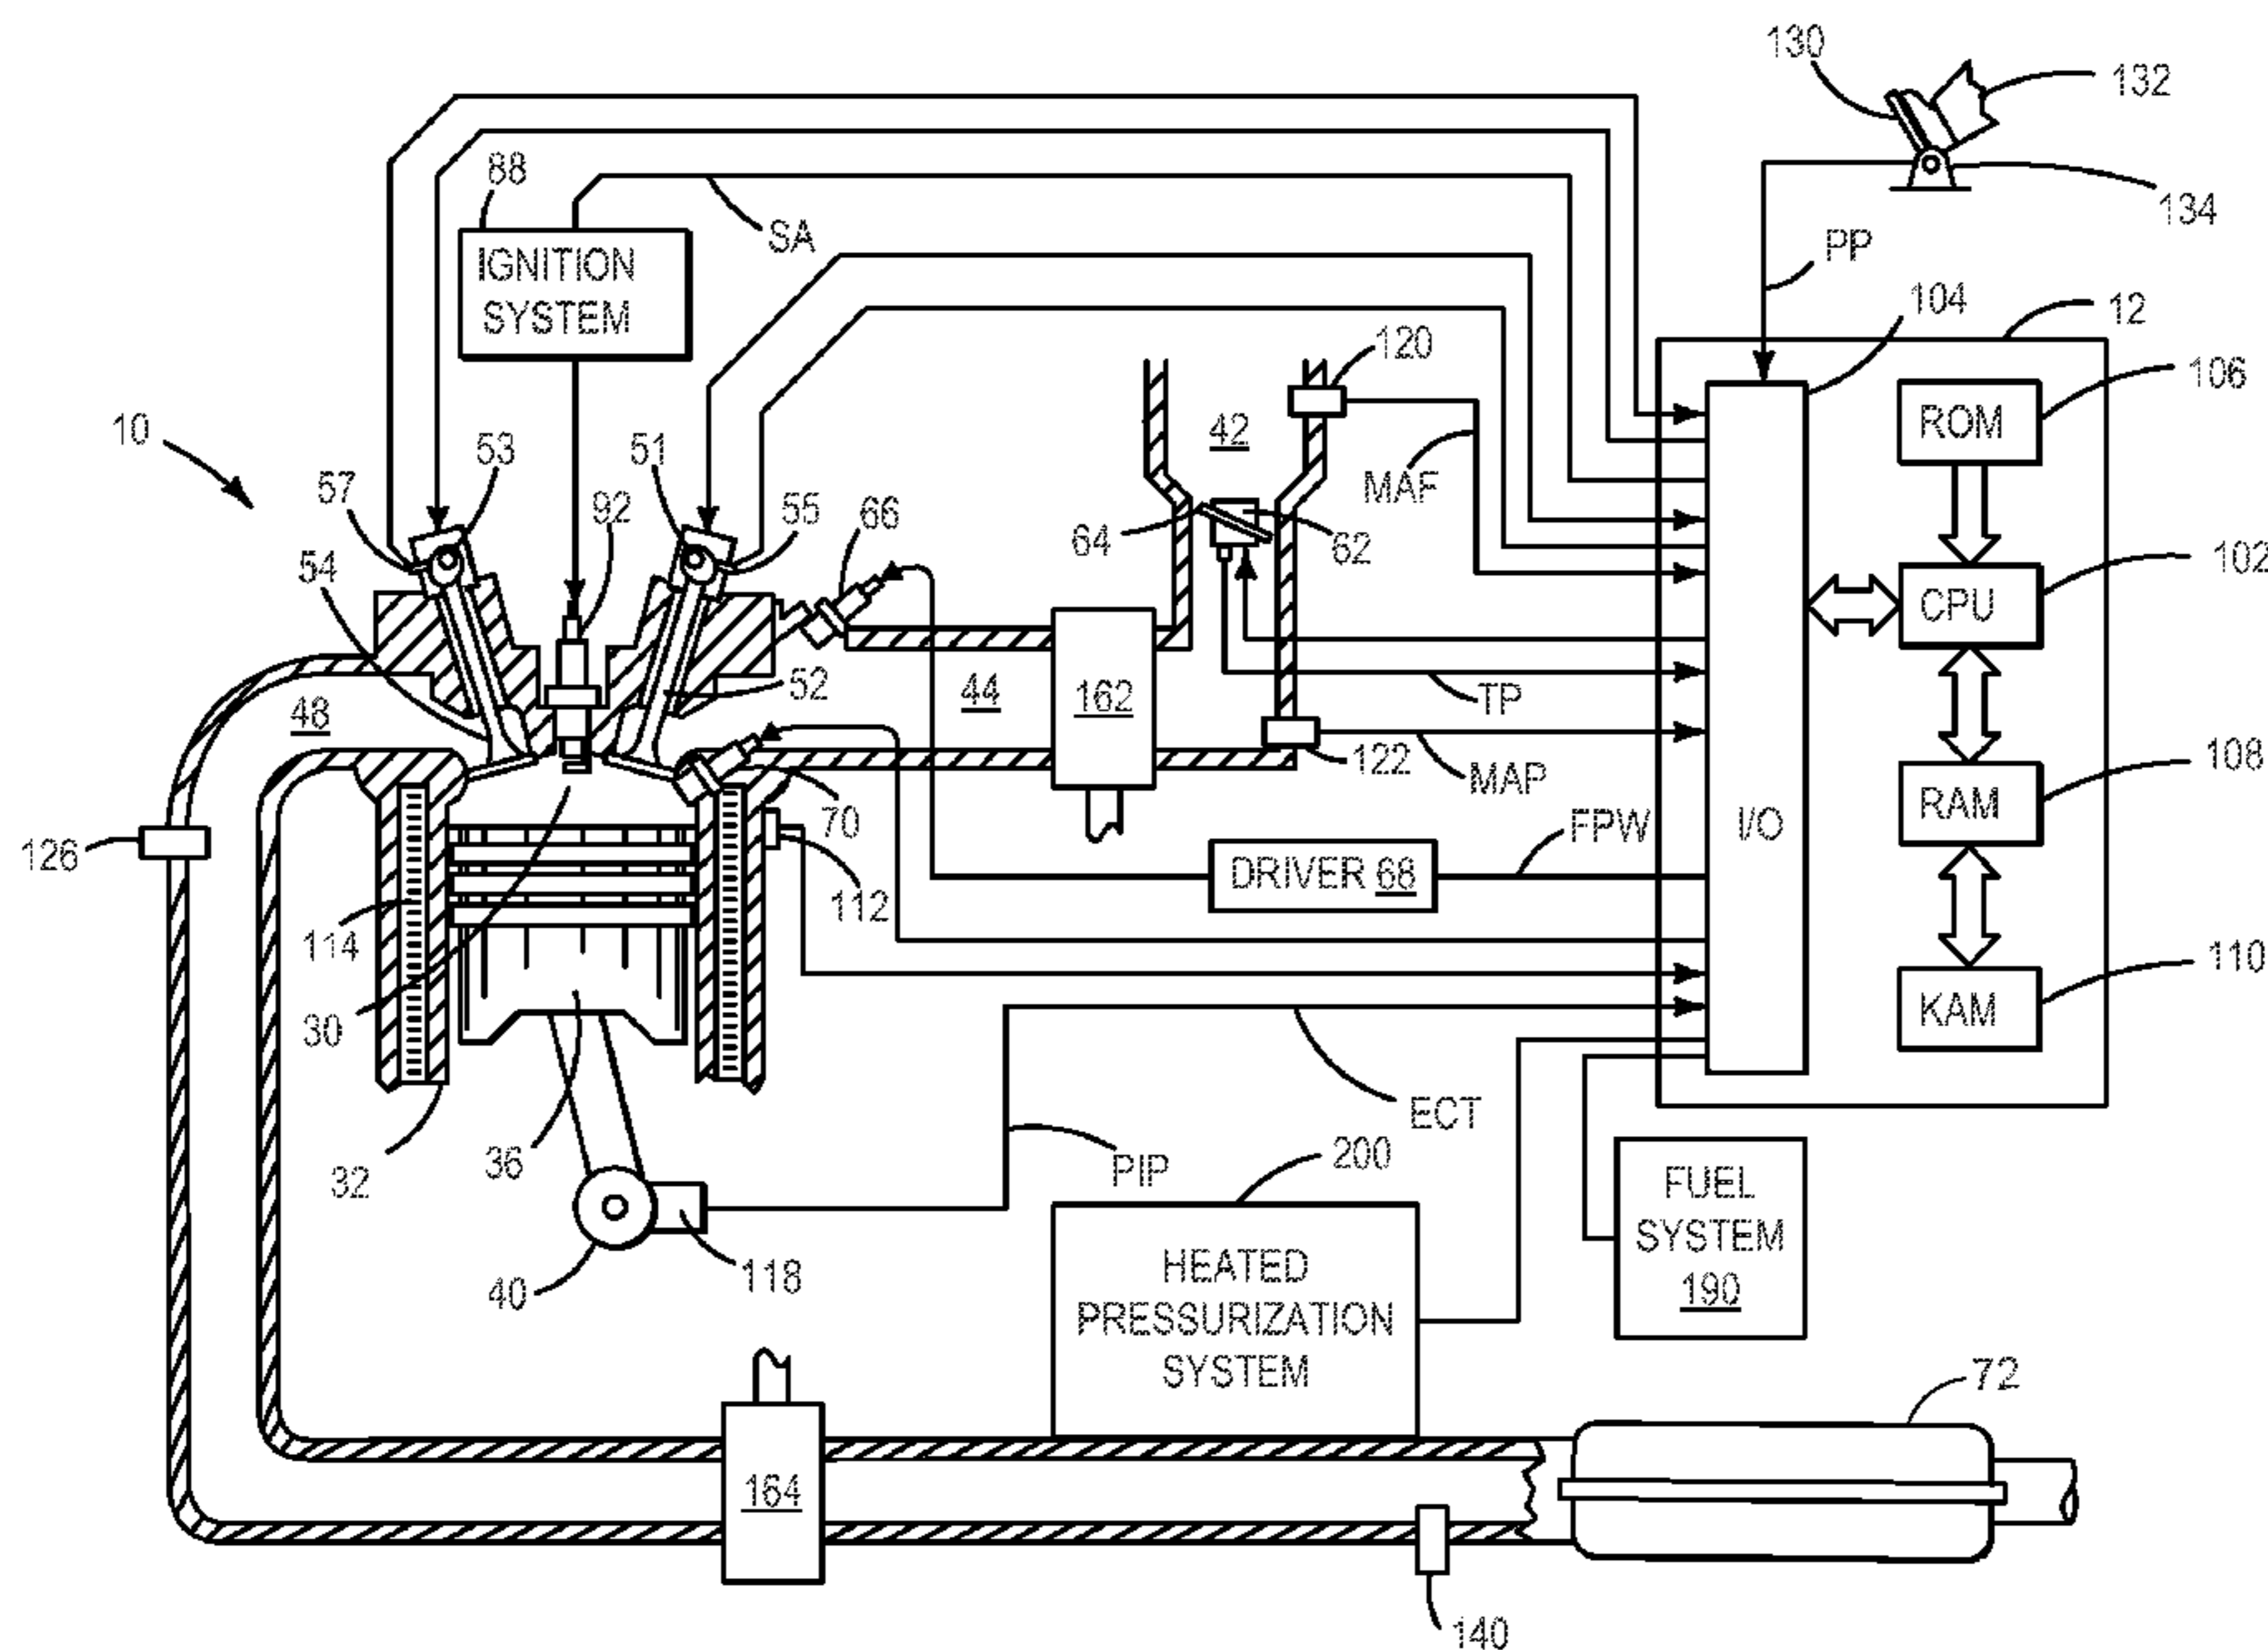 130
132
88
SA
134
IGNITION
SYSTEM
PP
104
12
120
106
10
53
51
42
MAF
ROM
57
92
55
66
64
62
54
102
CPU
52
44
162
TP
48
122
MAP
108
RAM
126
70
FPW
I/O
112
DRIVER 68
114
30
110
KAM
32
36
PIP
ECT
200
118
40
HEATED
PRESSURIZATION
SYSTEM
FUEL
SYSTEM
190
72
164
140